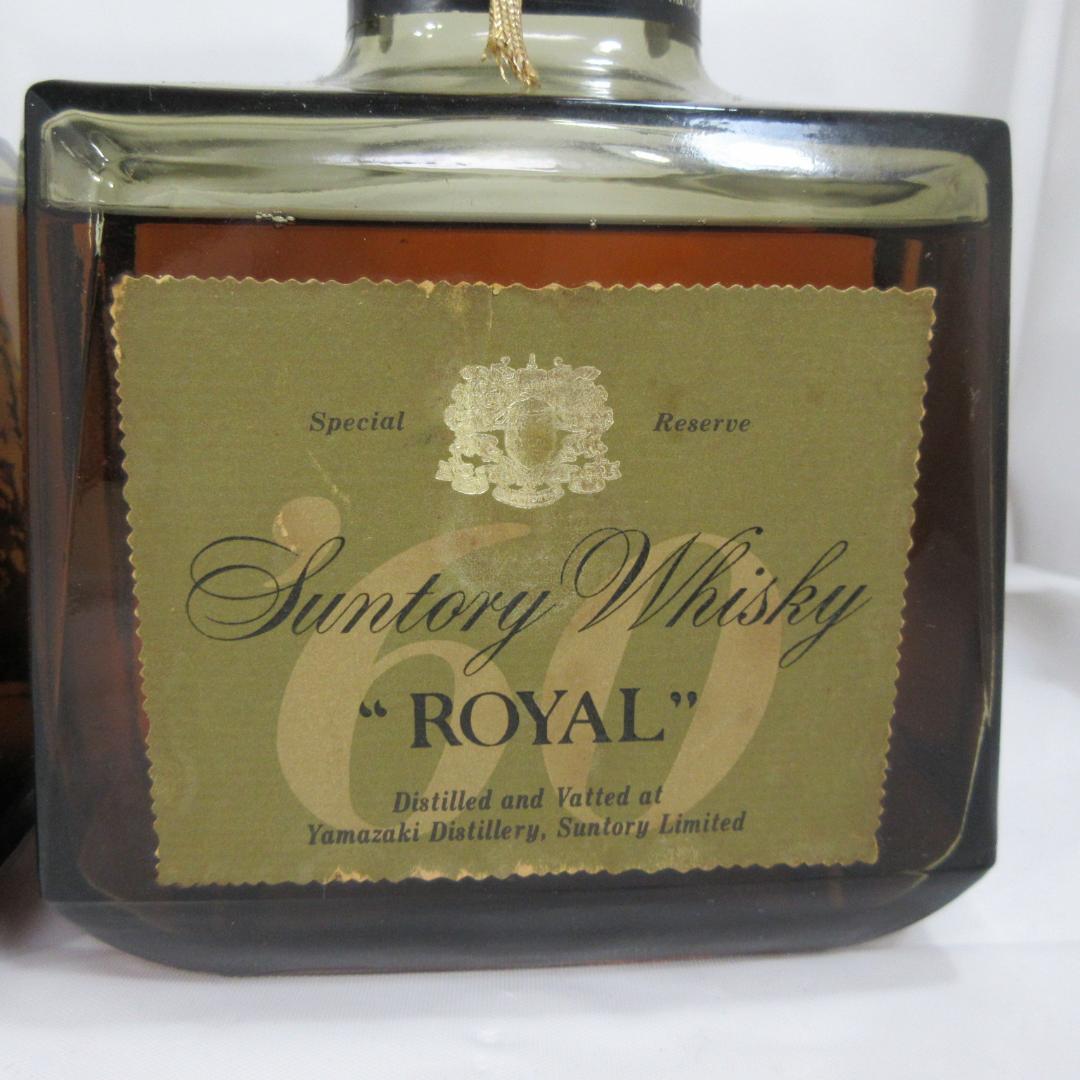 Special Reserve
'60
Suntory Whisky
“ROYAL”
Distilled and Vatted at
Yamazaki Distillery, Suntory Limited